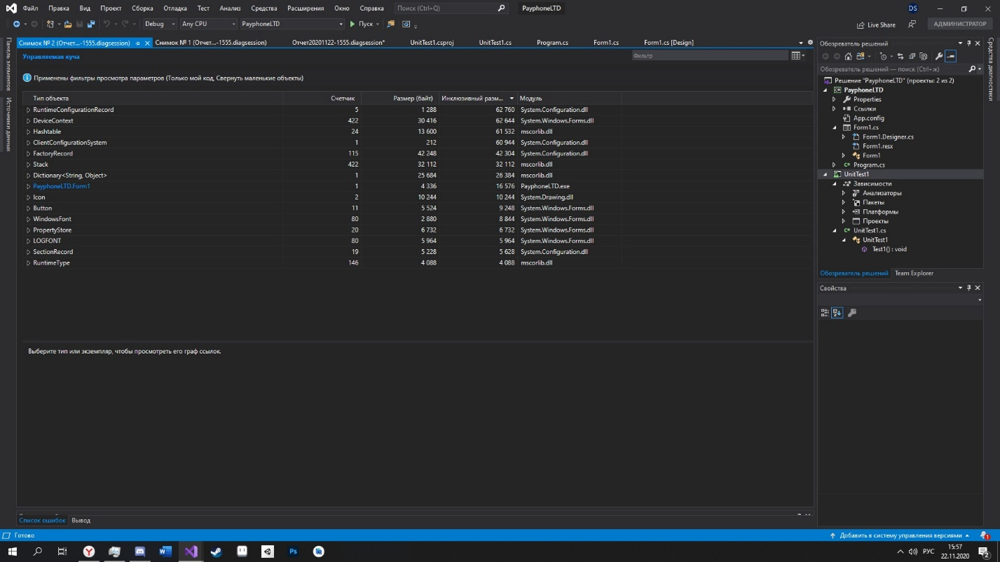 Файл Правка Вид Проект Сборка Отладка Тест Анализ Средства Расширения Окно Справка Поиск (Ctrl+Q) PayphoneLTD DS
Debug Any CPU PayphoneLTD Пуск Live Share АДМИНИСТРАТОР
Панель элементов
Источники данных
Снимок № 2 (Отчет...-1555.diagsession) Снимок № 1 (Отчет...-1555.diagsession) Отчет20201122-1555.diagsession* UnitTest1.csproj UnitTest1.cs Program.cs Form1.cs Form1.cs [Design]
Управляемая куча Фильтр
Применены фильтры просмотра параметров (Только мой код, Свернуть маленькие объекты)
Тип объекта Счетчик Размер (байт) Инклюзивный разм... Модуль
RuntimeConfigurationRecord 5 1 288 62 760 System.Configuration.dll
DeviceContext 422 30 416 62 644 System.Windows.Forms.dll
Hashtable 24 13 600 61 532 mscorlib.dll
ClientConfigurationSystem 1 212 60 944 System.Configuration.dll
FactoryRecord 115 42 248 42 304 System.Configuration.dll
Stack 422 32 112 32 112 mscorlib.dll
Dictionary<String, Object> 1 25 684 26 384 mscorlib.dll
PayphoneLTD.Form1 1 4 336 16 576 PayphoneLTD.exe
Icon 2 10 244 10 244 System.Drawing.dll
Button 11 5 524 9 248 System.Windows.Forms.dll
WindowsFont 80 2 880 8 844 System.Windows.Forms.dll
PropertyStore 20 6 732 6 732 System.Windows.Forms.dll
LOGFONT 80 5 964 5 964 System.Windows.Forms.dll
SectionRecord 19 5 228 5 628 System.Configuration.dll
RuntimeType 146 4 088 4 088 mscorlib.dll
Выберите тип или экземпляр, чтобы просмотреть его граф ссылок.
Обозреватель решений
Обозреватель решений — поиск (Ctrl+ж)
Решение "PayphoneLTD" (проекты: 2 из 2)
PayphoneLTD
Properties
Ссылки
App.config
Form1.cs
Form1.Designer.cs
Form1.resx
Form1
Program.cs
UnitTest1
Зависимости
Анализаторы
Пакеты
Платформы
Проекты
UnitTest1.cs
UnitTest1
Test1() : void
Обозреватель решений Team Explorer
Свойства
Средства диагностики
Список ошибок Вывод
Готово Добавить в систему управления версиями 1
РУС 15:57
22.11.2020 2